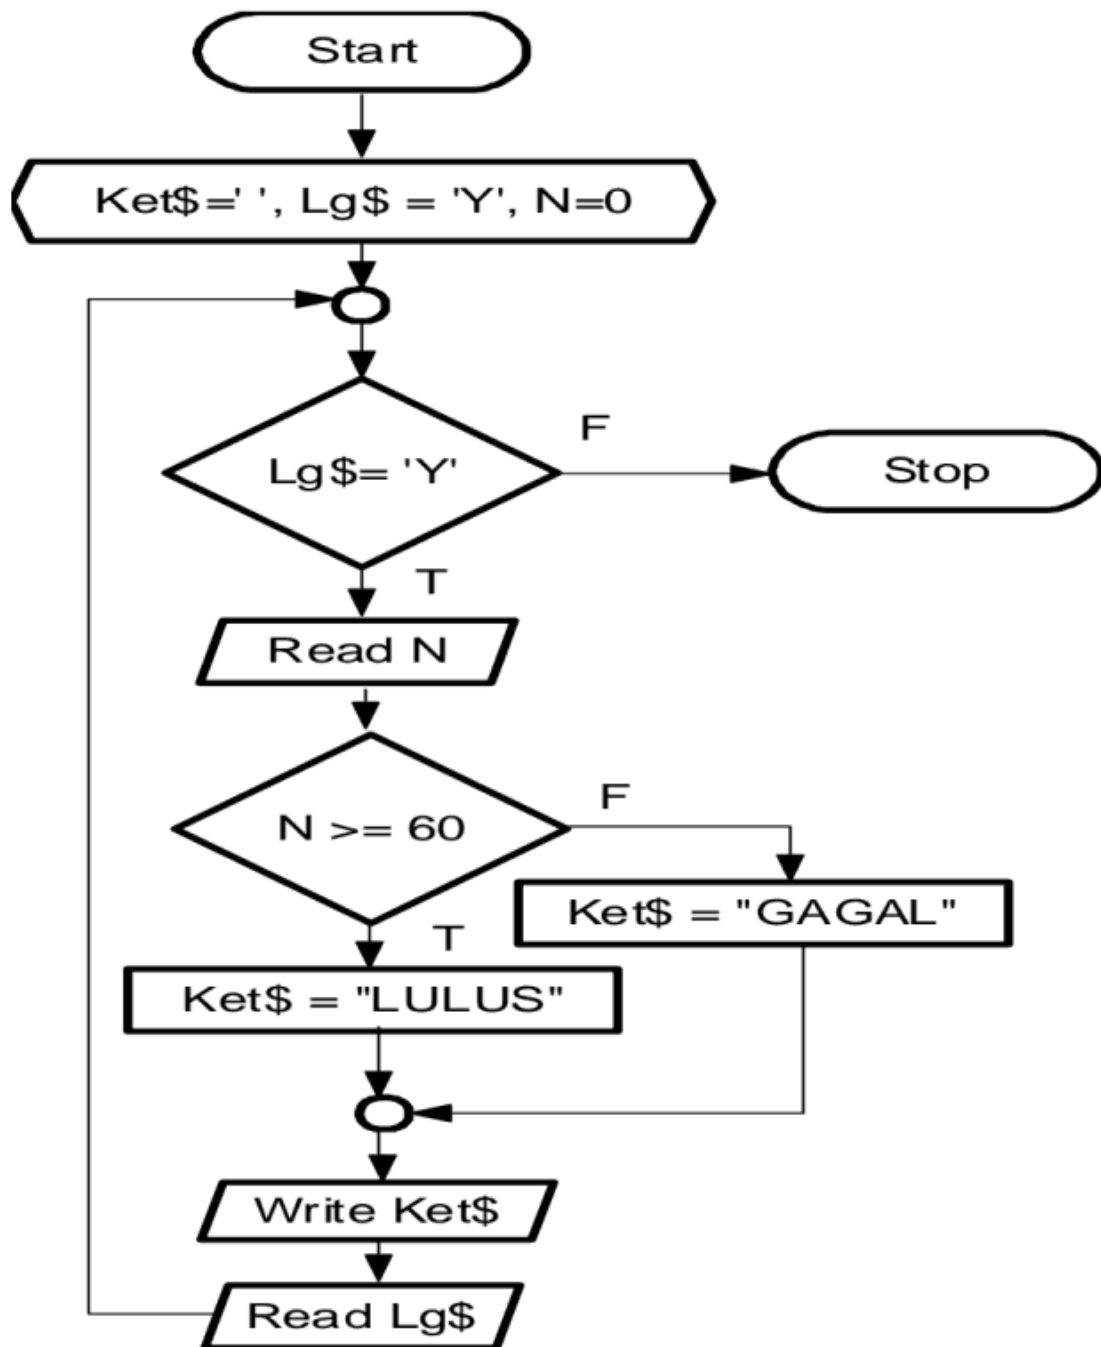 Start
Ket$=' ', Lg$ = 'Y', N=0
Lg$= 'Y'
F
Stop
T
Read N
N >= 60
F
Ket$ = "GAGAL"
T
Ket$ = "LULUS"
Write Ket$
Read Lg$